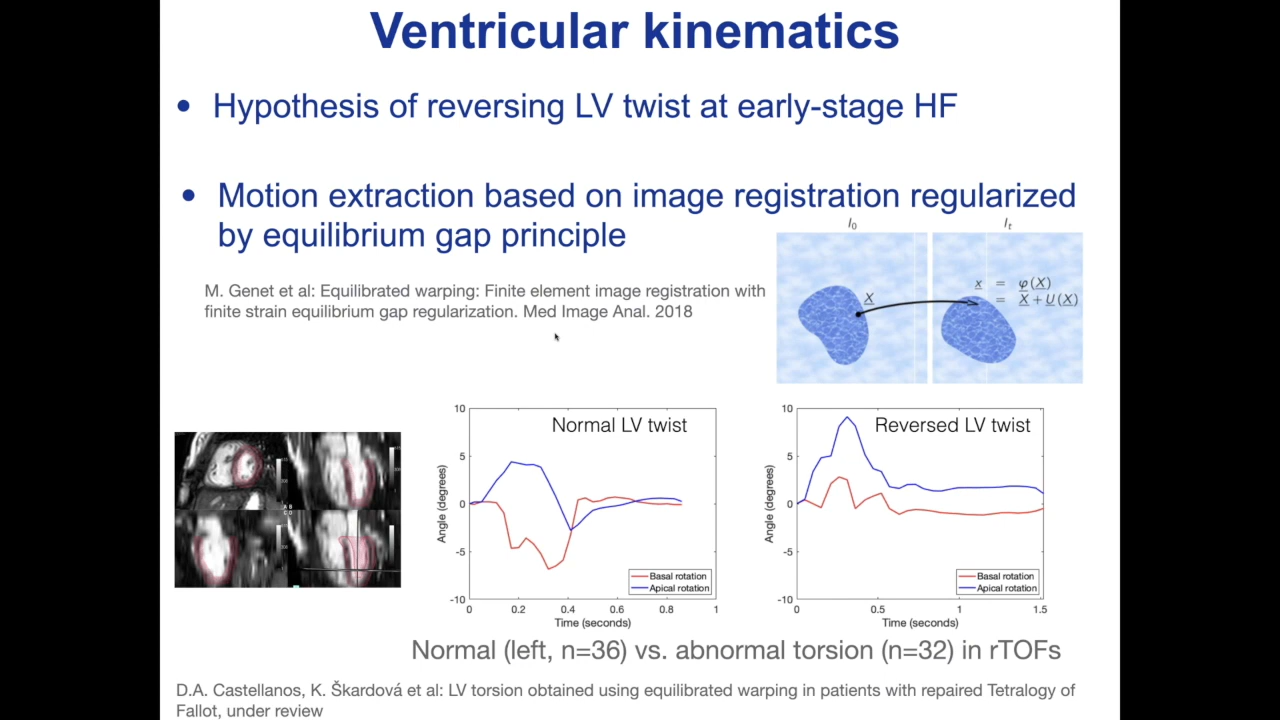 Ventricular kinematics
• Hypothesis of reversing LV twist at early-stage HF
• Motion extraction based on image registration regularized
by equilibrium gap principle
M. Genet et al: Equilibrated warping: Finite element image registration with
finite strain equilibrium gap regularization. Med Image Anal. 2018
I₀
Iₜ
X
x = φ(X)
= X + U(X)
10
5
0
-5
-10
Angle (degrees)
Normal LV twist
Basal rotation
Apical rotation
0 0.2 0.4 0.6 0.8 1
Time (seconds)
10
5
0
-5
-10
Angle (degrees)
Reversed LV twist
Basal rotation
Apical rotation
0 0.5 1 1.5
Time (seconds)
Normal (left, n=36) vs. abnormal torsion (n=32) in rTOFs
D.A. Castellanos, K. Škardová et al: LV torsion obtained using equilibrated warping in patients with repaired Tetralogy of
Fallot, under review